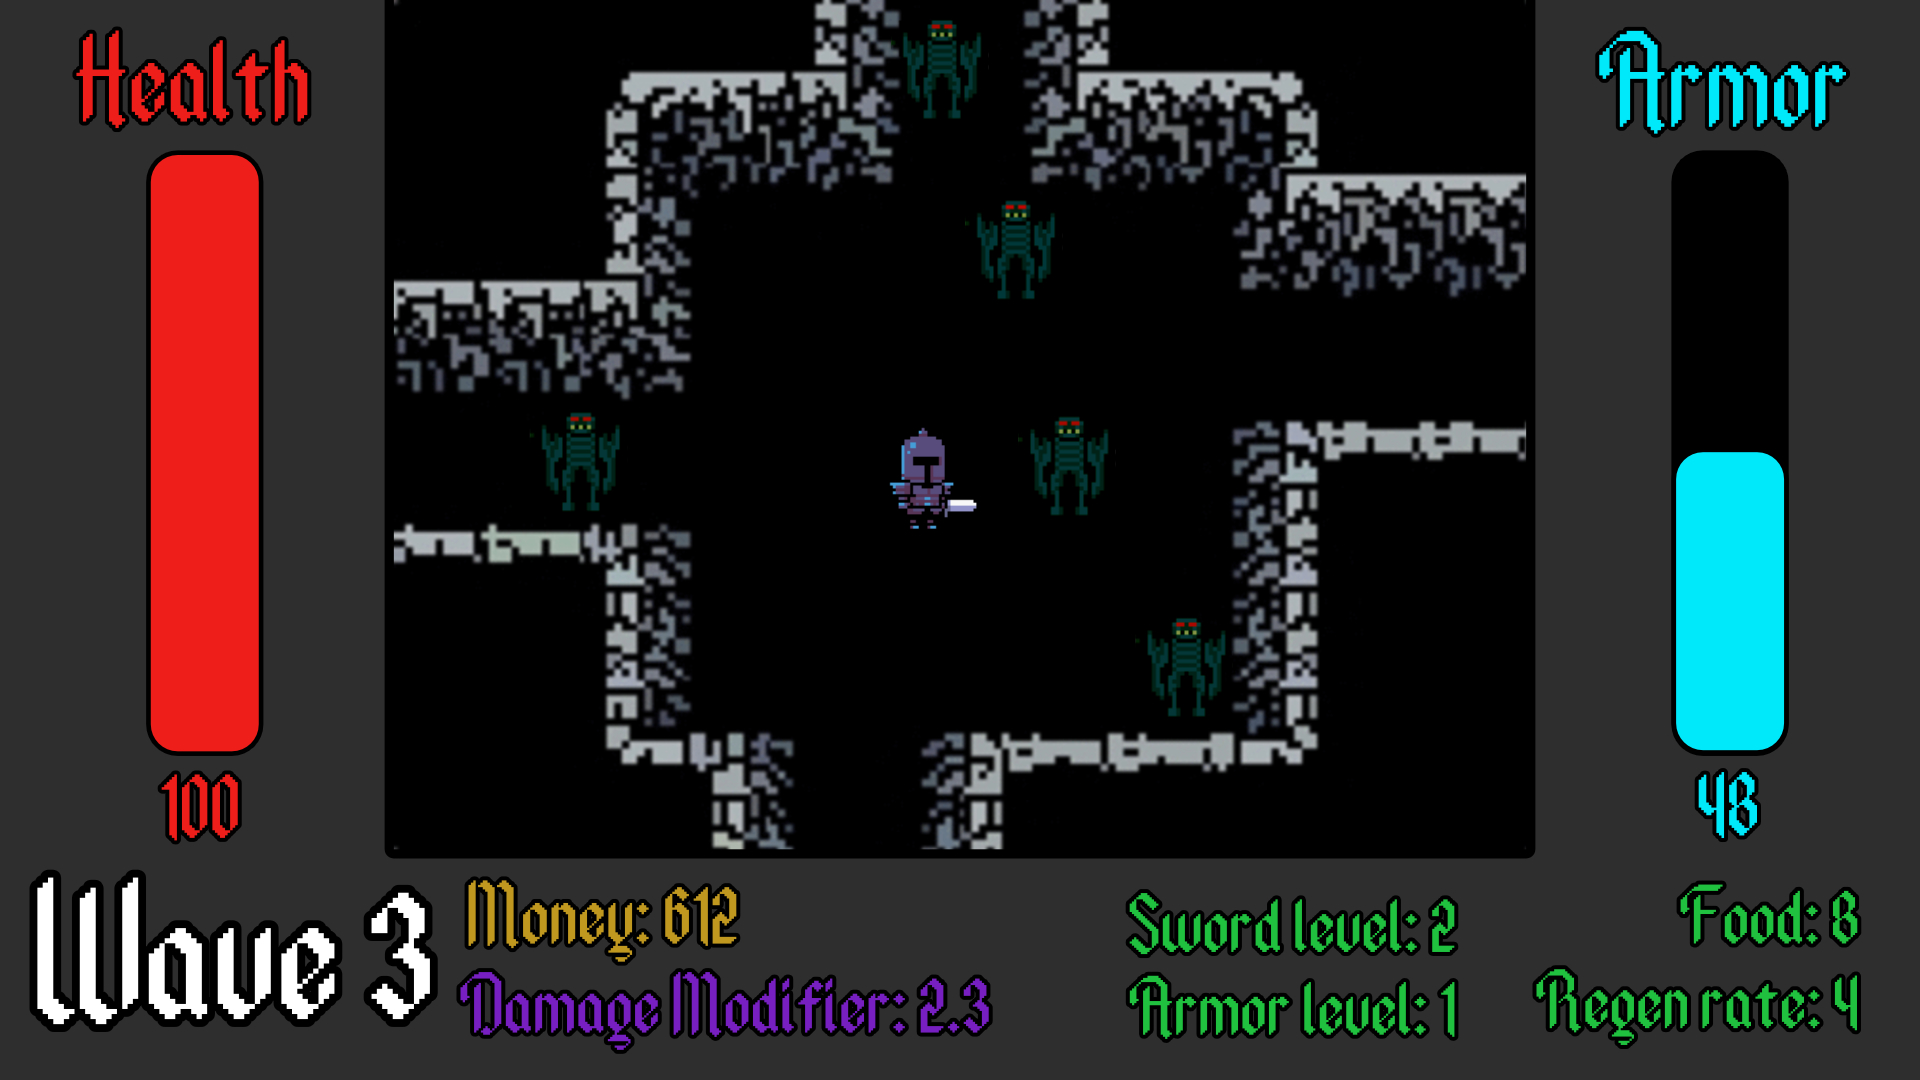 Health
Armor
100
48
Wave 3
Money: 612
Damage Modifier: 2.3
Sword level: 2
Armor level: 1
Food: 8
Regen rate: 4